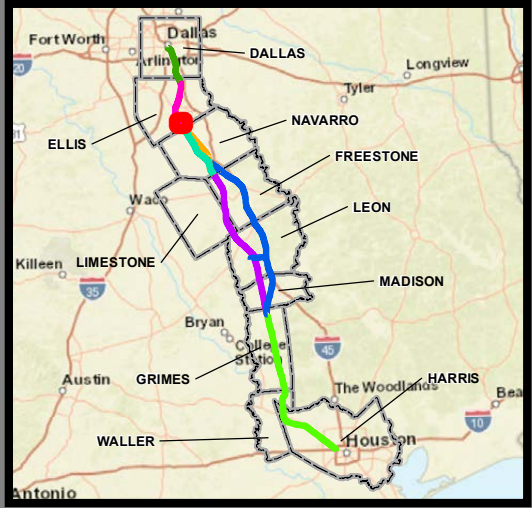 Fort Worth
Dallas
DALLAS
Arlington
Longview
20
Tyler
NAVARRO
ELLIS
FREESTONE
Waco
LEON
LIMESTONE
Killeen
MADISON
35
Bryan
College
Station
45
GRIMES
HARRIS
Austin
The Woodlands
Bea
10
WALLER
Houston
Antonio